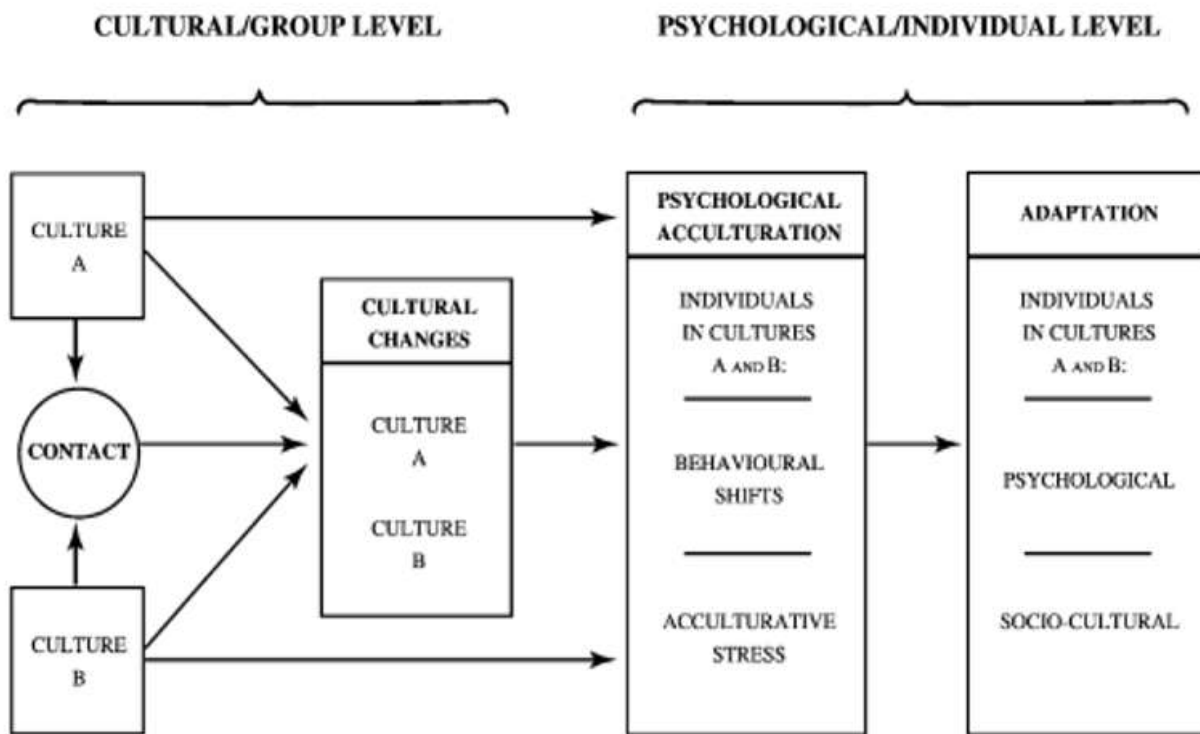 CULTURAL/GROUP LEVEL
PSYCHOLOGICAL/INDIVIDUAL LEVEL
CULTURE
A
CONTACT
CULTURE
B
CULTURAL
CHANGES
CULTURE
A
CULTURE
B
PSYCHOLOGICAL
ACCULTURATION
INDIVIDUALS
IN CULTURES
A AND B:
BEHAVIOURAL
SHIFTS
ACCULTURATIVE
STRESS
ADAPTATION
INDIVIDUALS
IN CULTURES
A AND B:
PSYCHOLOGICAL
SOCIO-CULTURAL